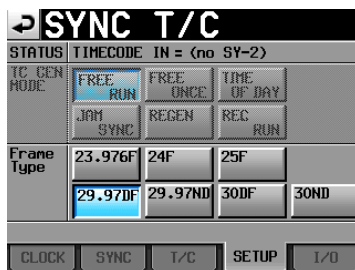 SYNC T/C
STATUS TIMECODE IN = (no SY-2)
TC GEN MODE FREE RUN FREE ONCE TIME OF DAY
JAM SYNC REGEN REC RUN
Frame Type 23.976F 24F 25F
29.97DF 29.97ND 30DF 30ND
CLOCK SYNC T/C SETUP I/O